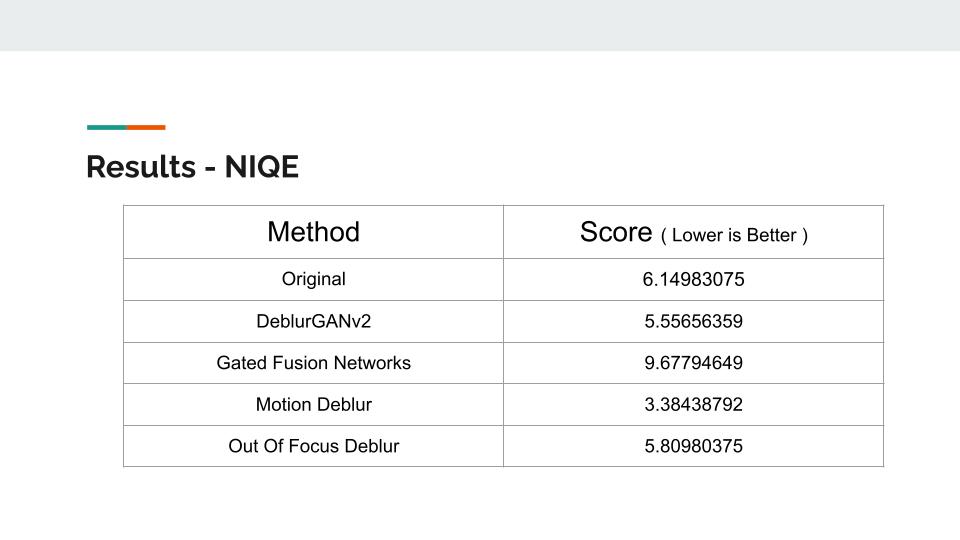 Results - NIQE
Method Score ( Lower is Better )
Original 6.14983075
DeblurGANv2 5.55656359
Gated Fusion Networks 9.67794649
Motion Deblur 3.38438792
Out Of Focus Deblur 5.80980375